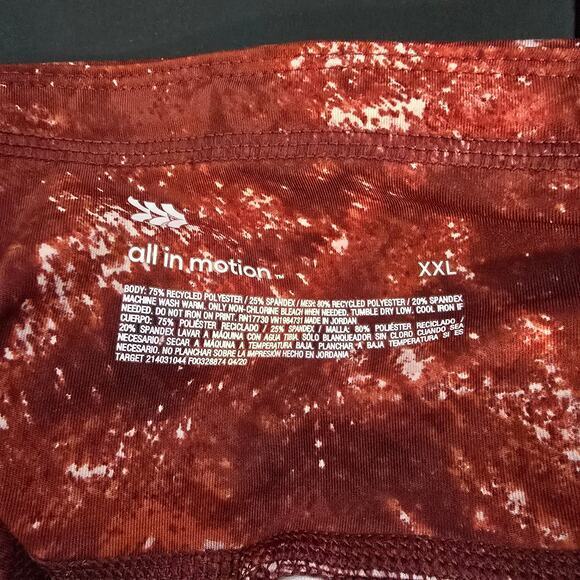 all in motion™
XXL
BODY: 75% RECYCLED POLYESTER / 25% SPANDEX / MESH: 80% RECYCLED POLYESTER / 20% SPANDEX
MACHINE WASH WARM. ONLY NON-CHLORINE BLEACH WHEN NEEDED. TUMBLE DRY LOW. COOL IRON IF
NEEDED. DO NOT IRON ON PRINT. RN17730 VN1984731 MADE IN JORDAN
CUERPO: 75% POLIÉSTER RECICLADO / 25% SPANDEX / MALLA: 80% POLIÉSTER RECICLADO /
20% SPANDEX LAVAR A MÁQUINA CON AGUA TIBIA. SOLO BLANQUEADOR SIN CLORO CUANDO SEA
NECESARIO. SECAR A MÁQUINA A TEMPERATURA BAJA. PLANCHAR A BAJA TEMPERATURA SI ES
NECESARIO. NO PLANCHAR SOBRE LA IMPRESIÓN HECHO EN JORDANIA
TARGET 214031044 F00328874 04/20